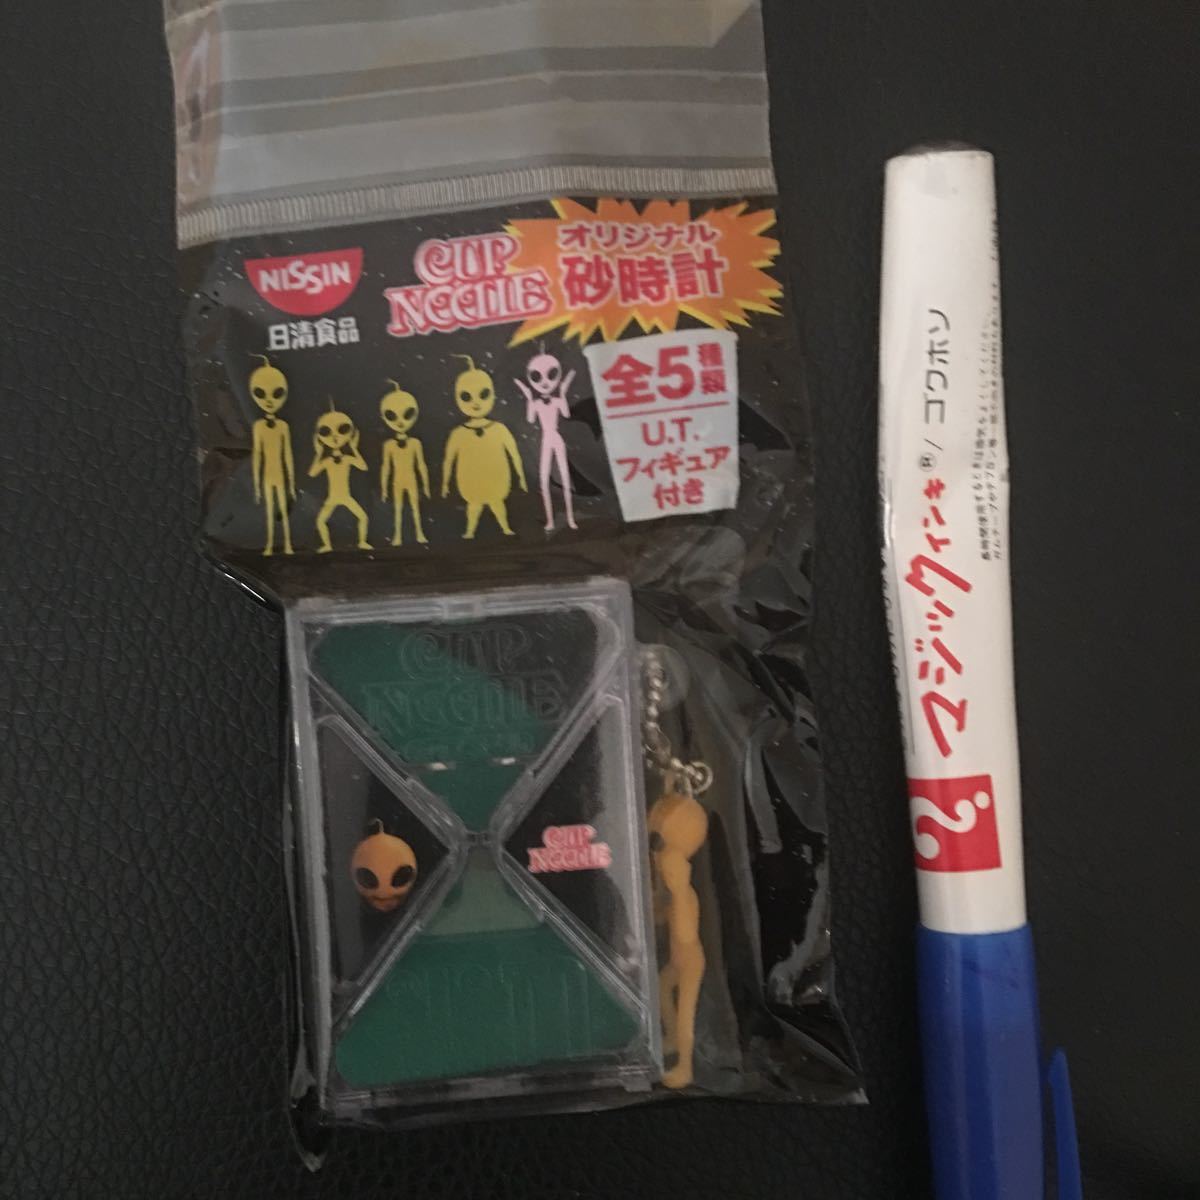 NISSIN
日清食品
CUP
NOODLE
オリジナル
砂時計
全5種類
U.T.
フィギュア
付き
CUP
NOODLE
CUP
NOODLE
マジックインキ®/ ゴクホソ